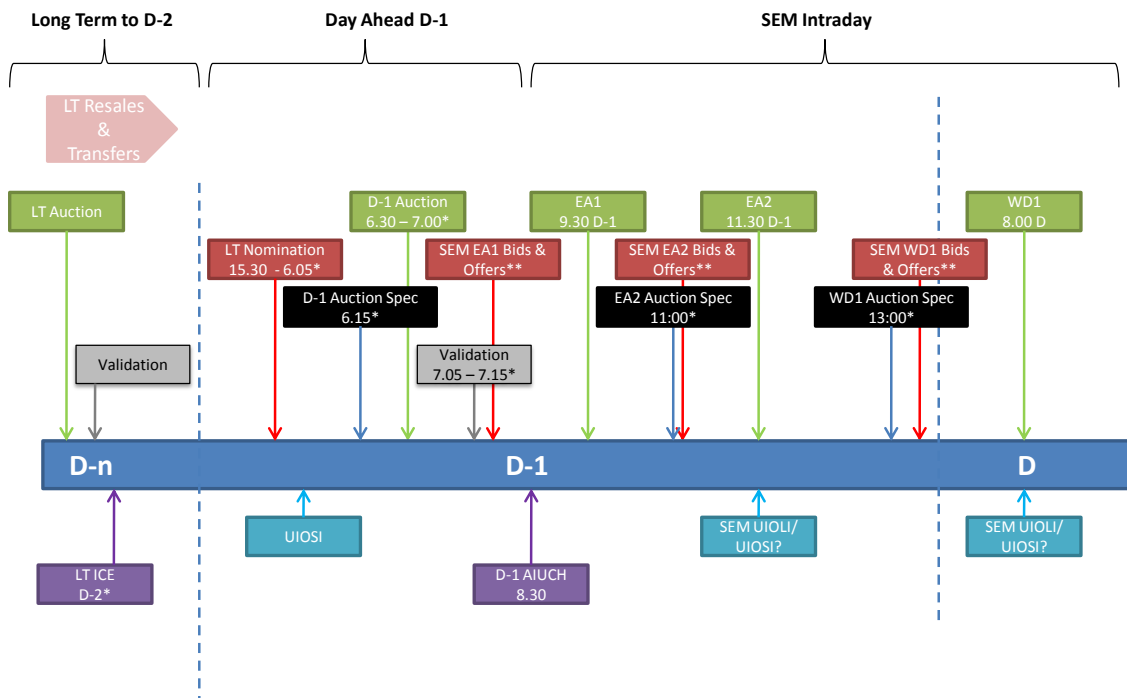 Long Term to D-2
Day Ahead D-1
SEM Intraday
LT Resales
&
Transfers
LT Auction
D-1 Auction
6.30 – 7.00*
EA1
9.30 D-1
EA2
11.30 D-1
WD1
8.00 D
LT Nomination
15.30 - 6.05*
SEM EA1 Bids &
Offers**
SEM EA2 Bids &
Offers**
SEM WD1 Bids
& Offers**
D-1 Auction Spec
6.15*
EA2 Auction Spec
11:00*
WD1 Auction Spec
13:00*
Validation
Validation
7.05 – 7.15*
D-n
D-1
D
UIOSI
SEM UIOLI/
UIOSI?
SEM UIOLI/
UIOSI?
LT ICE
D-2*
D-1 AIUCH
8.30